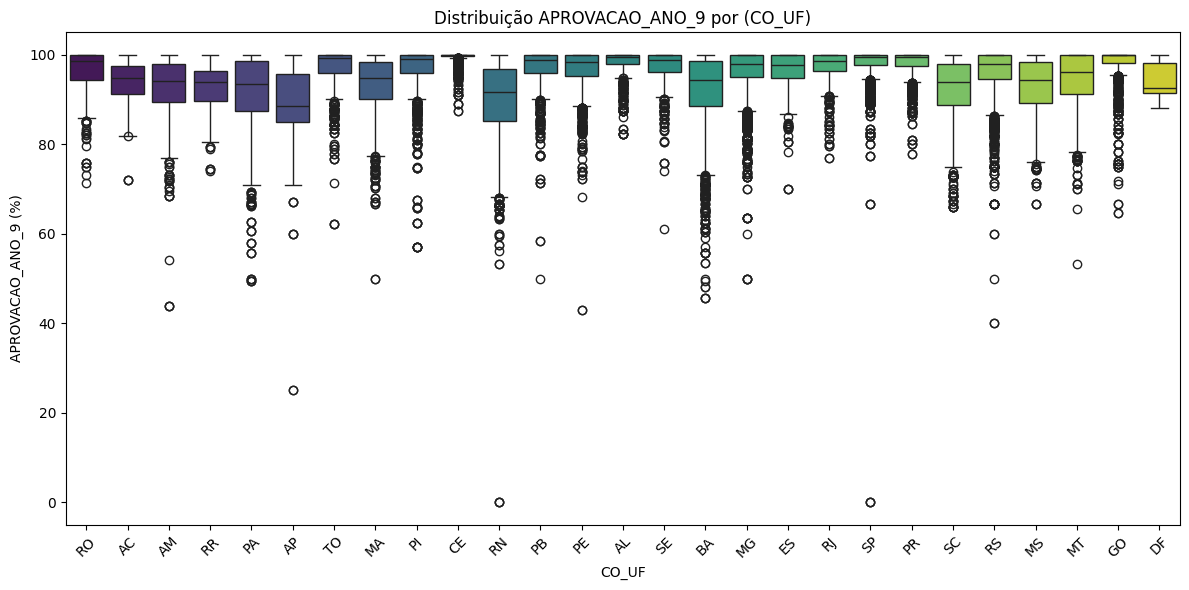 Distribuição APROVACAO_ANO_9 por (CO_UF)
APROVACAO_ANO_9 (%)
100
80
60
40
20
0
RO AC AM RR PA AP TO MA PI CE RN PB PE AL SE BA MG ES RJ SP PR SC RS MS MT GO DF
CO_UF